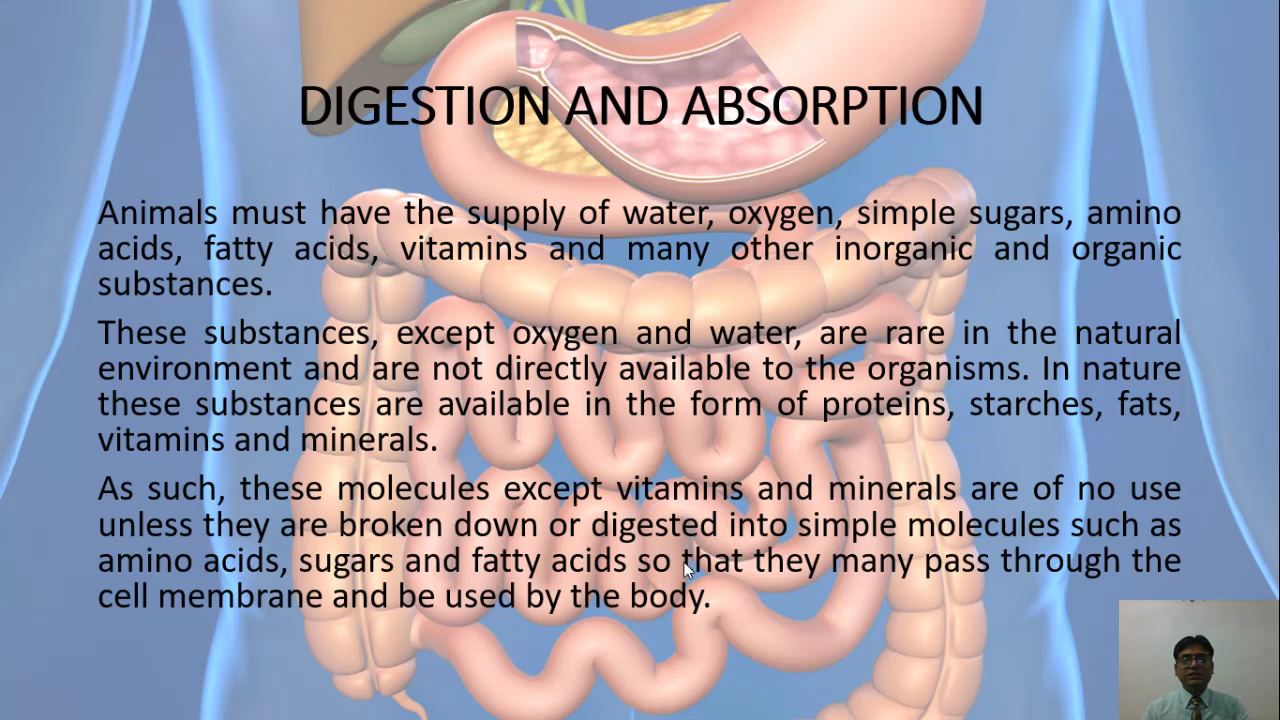 DIGESTION AND ABSORPTION
Animals must have the supply of water, oxygen, simple sugars, amino
acids, fatty acids, vitamins and many other inorganic and organic
substances.
These substances, except oxygen and water, are rare in the natural
environment and are not directly available to the organisms. In nature
these substances are available in the form of proteins, starches, fats,
vitamins and minerals.
As such, these molecules except vitamins and minerals are of no use
unless they are broken down or digested into simple molecules such as
amino acids, sugars and fatty acids so that they many pass through the
cell membrane and be used by the body.